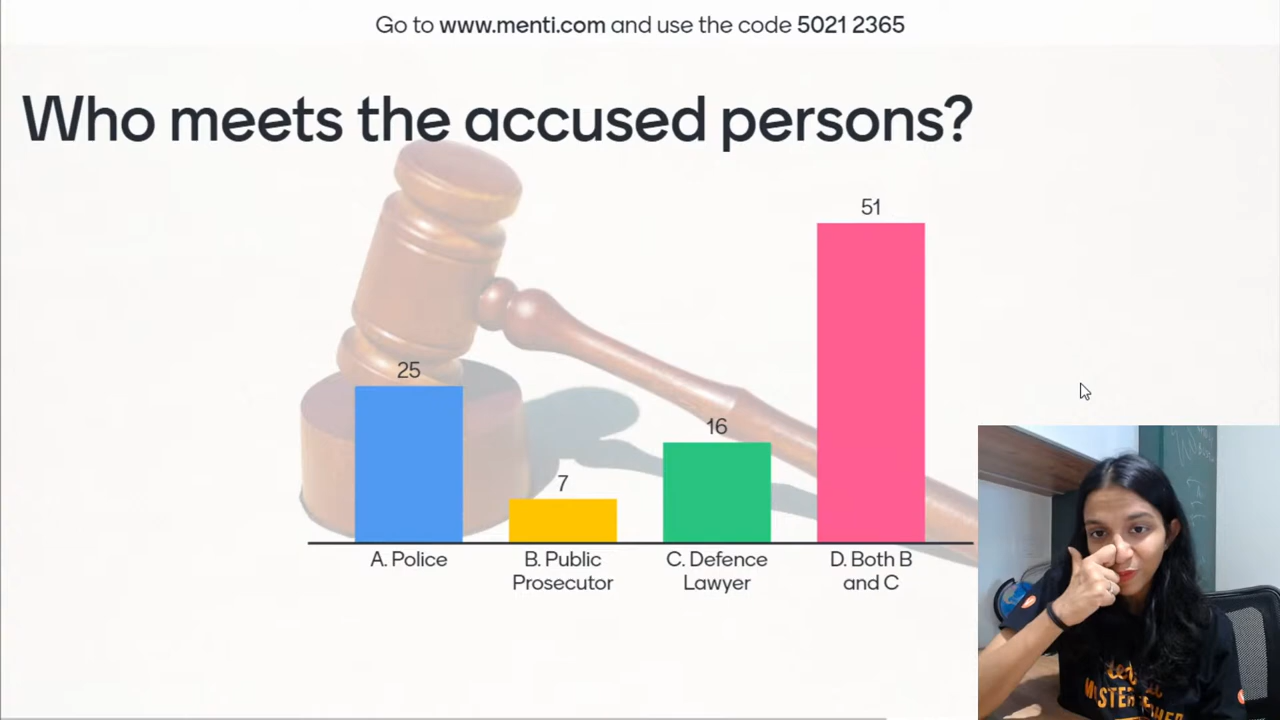 Go to www.menti.com and use the code 5021 2365
Who meets the accused persons?
51
25
16
7
A. Police
B. Public
Prosecutor
C. Defence
Lawyer
D. Both B
and C